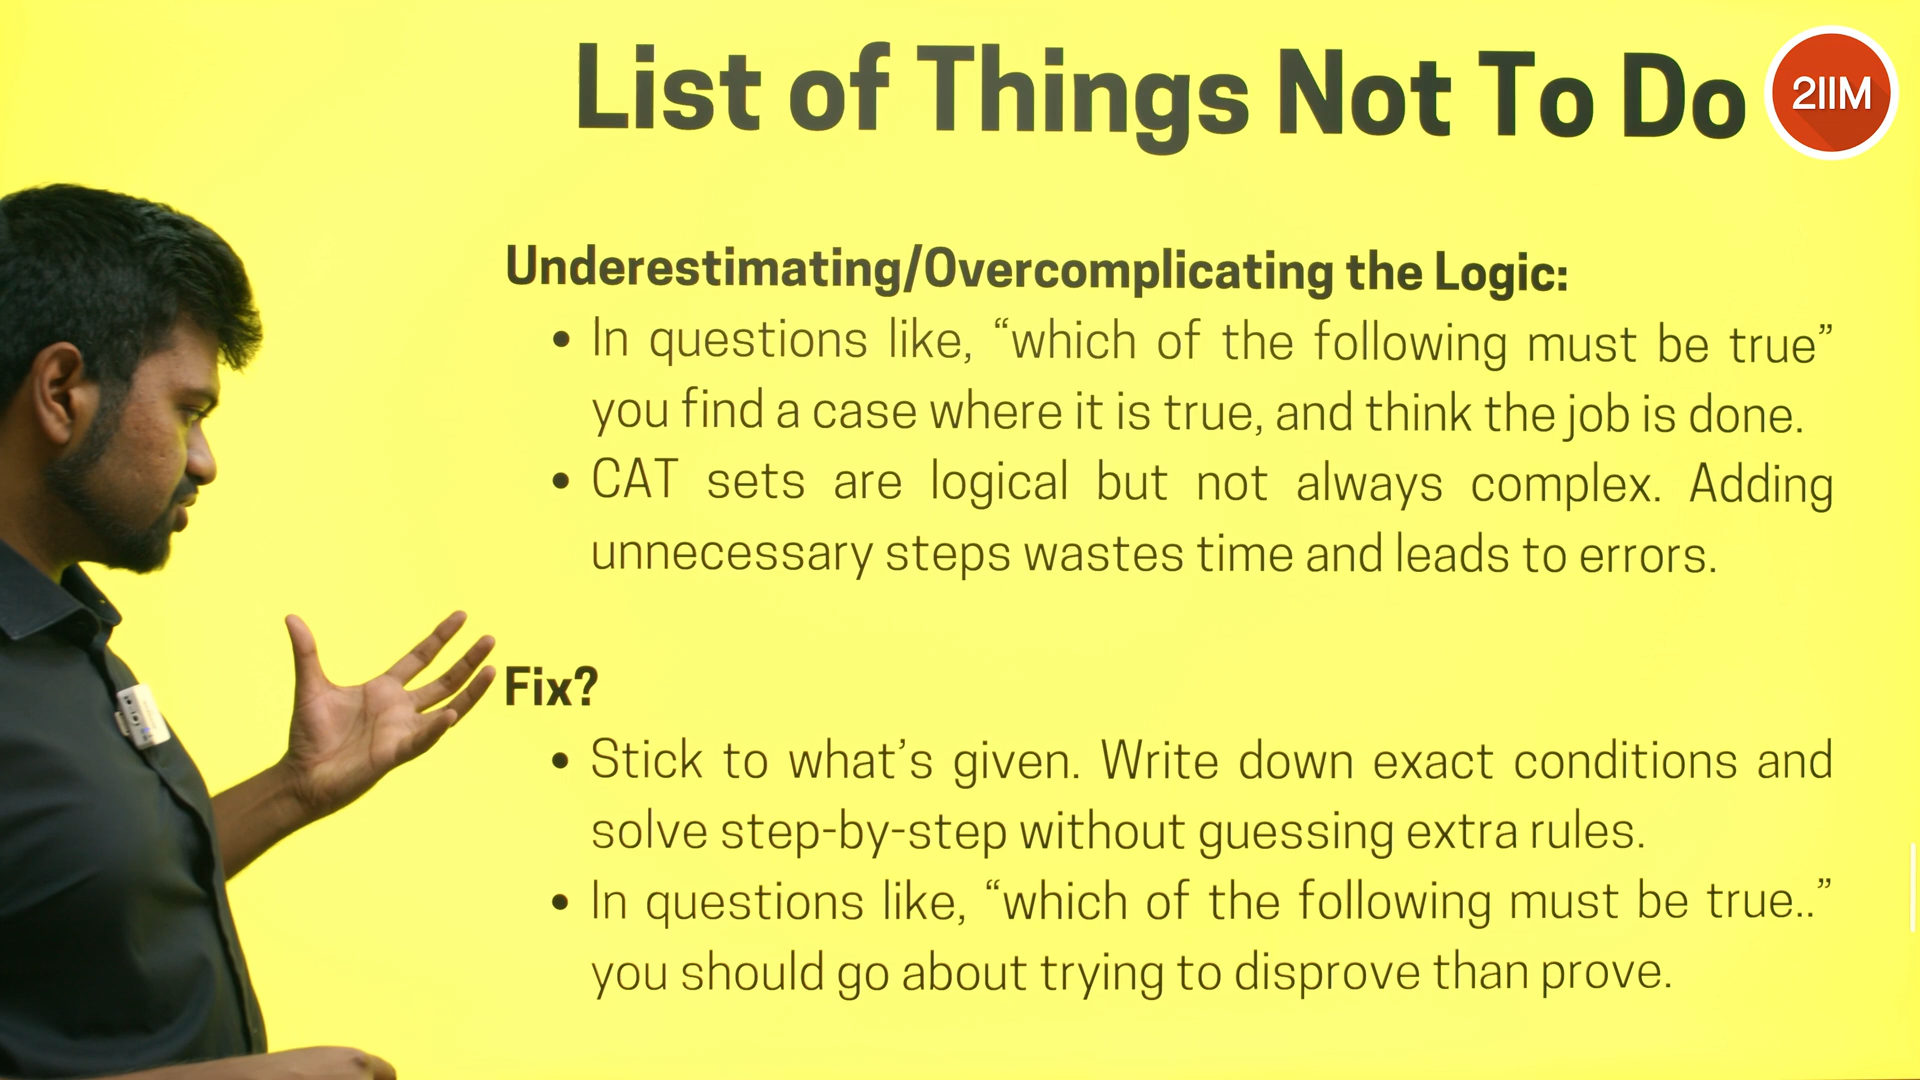 List of Things Not To Do
2IIM
Underestimating/Overcomplicating the Logic:
• In questions like, “which of the following must be true”
you find a case where it is true, and think the job is done.
• CAT sets are logical but not always complex. Adding
unnecessary steps wastes time and leads to errors.
Fix?
• Stick to what’s given. Write down exact conditions and
solve step-by-step without guessing extra rules.
• In questions like, “which of the following must be true..”
you should go about trying to disprove than prove.